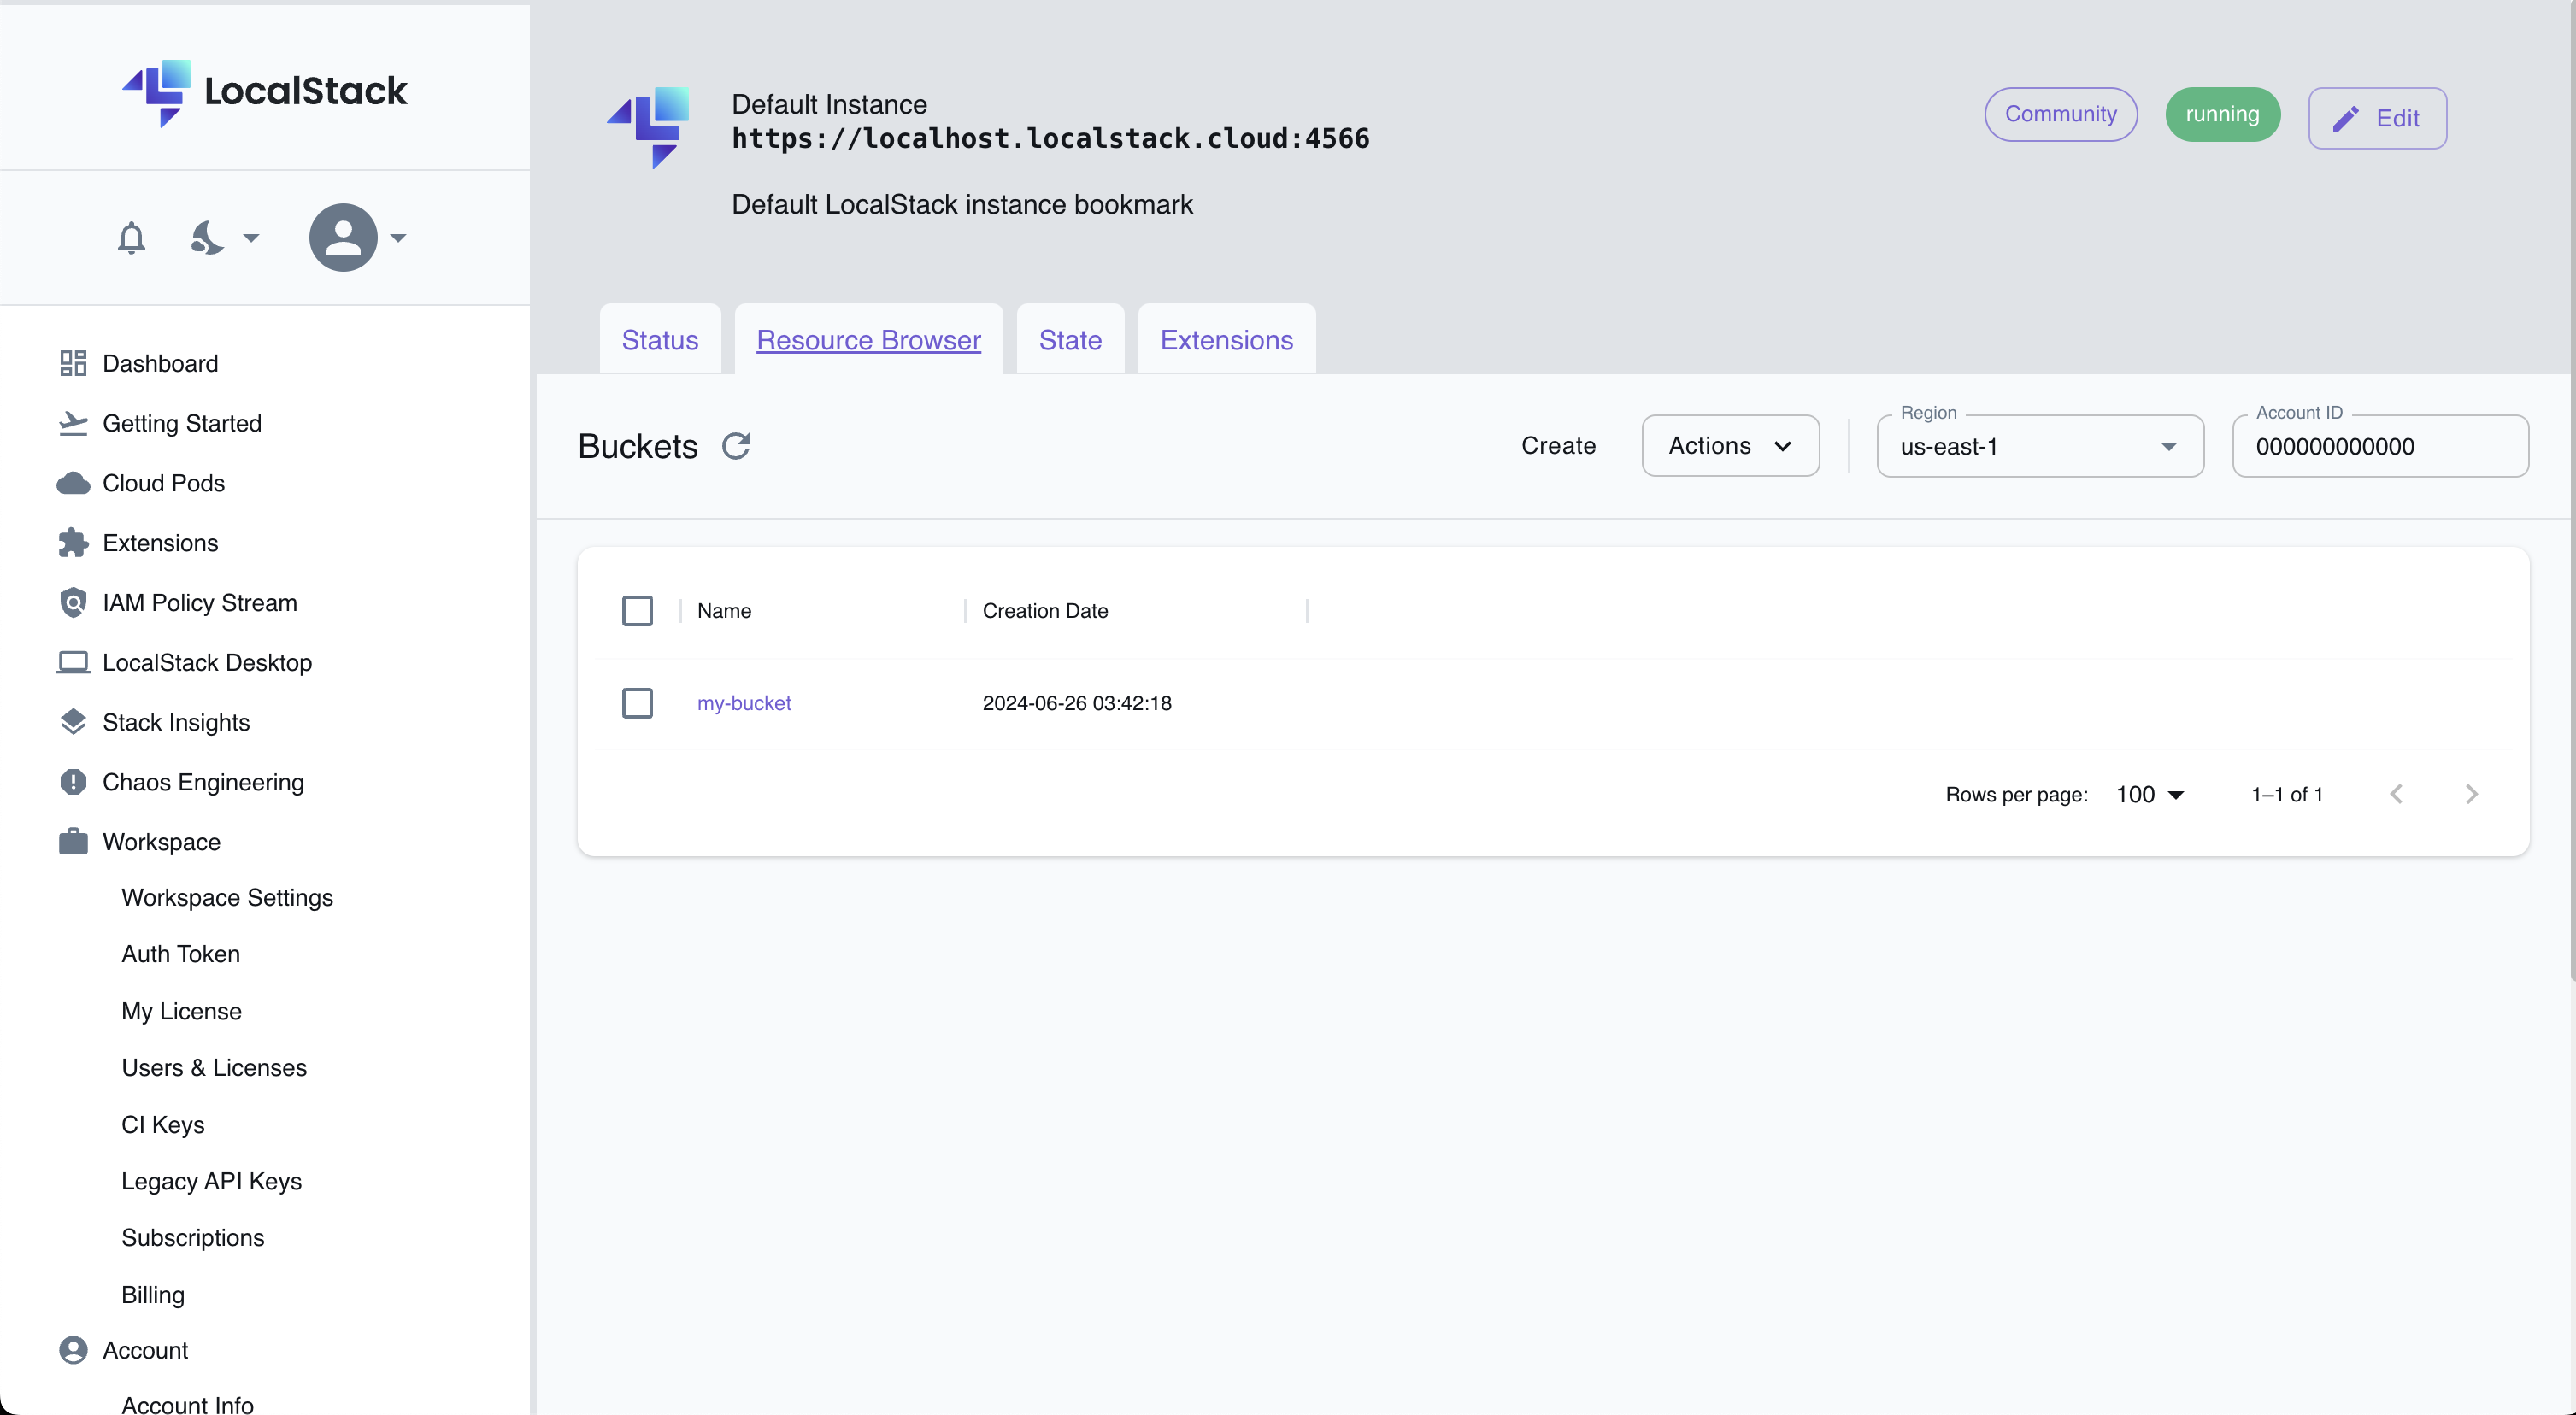 LocalStack
Dashboard
Getting Started
Cloud Pods
Extensions
IAM Policy Stream
LocalStack Desktop
Stack Insights
Chaos Engineering
Workspace
Workspace Settings
Auth Token
My License
Users & Licenses
CI Keys
Legacy API Keys
Subscriptions
Billing
Account
Account Info
Default Instance
https://localhost.localstack.cloud:4566
Default LocalStack instance bookmark
Community
running
Edit
Status
Resource Browser
State
Extensions
Buckets
Create
Actions
Region
us-east-1
Account ID
000000000000
Name
Creation Date
my-bucket
2024-06-26 03:42:18
Rows per page:
100
1–1 of 1